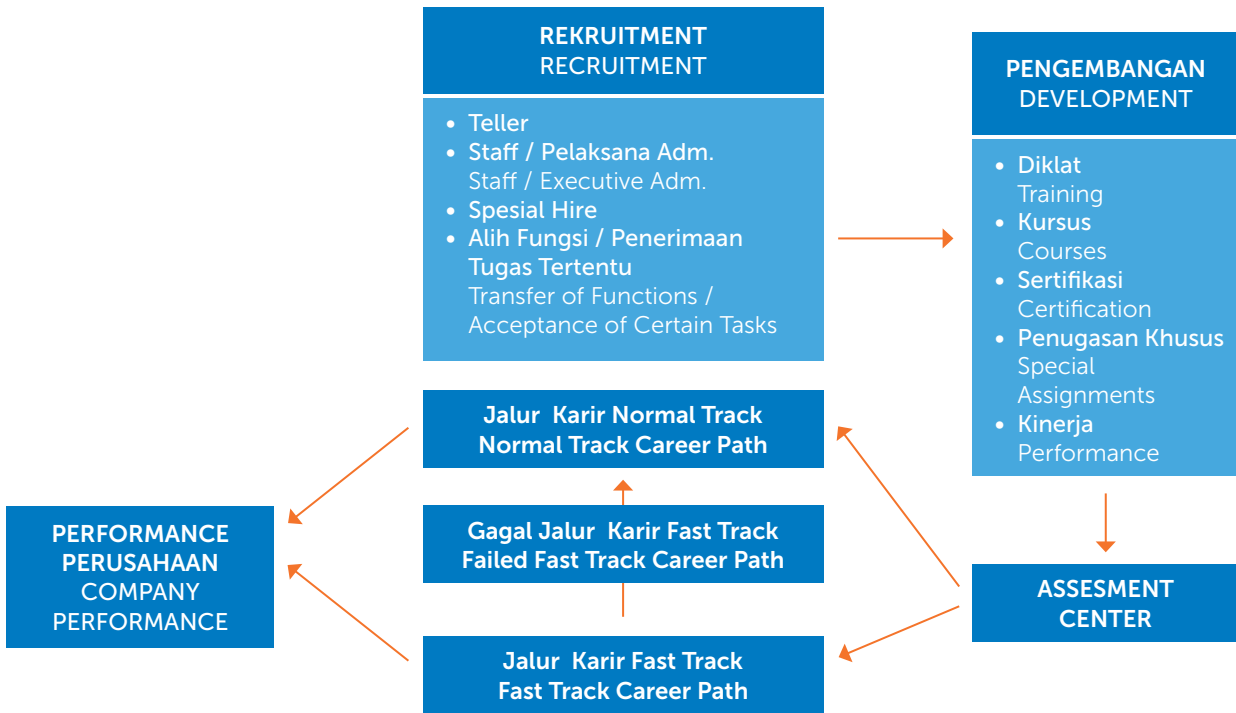 REKRUITMENT
RECRUITMENT
• Teller
• Staff / Pelaksana Adm.
Staff / Executive Adm.
• Spesial Hire
• Alih Fungsi / Penerimaan
Tugas Tertentu
Transfer of Functions /
Acceptance of Certain Tasks
PENGEMBANGAN
DEVELOPMENT
• Diklat
Training
• Kursus
Courses
• Sertifikasi
Certification
• Penugasan Khusus
Special
Assignments
• Kinerja
Performance
ASSESMENT
CENTER
Jalur Karir Normal Track
Normal Track Career Path
Gagal Jalur Karir Fast Track
Failed Fast Track Career Path
Jalur Karir Fast Track
Fast Track Career Path
PERFORMANCE
PERUSAHAAN
COMPANY
PERFORMANCE